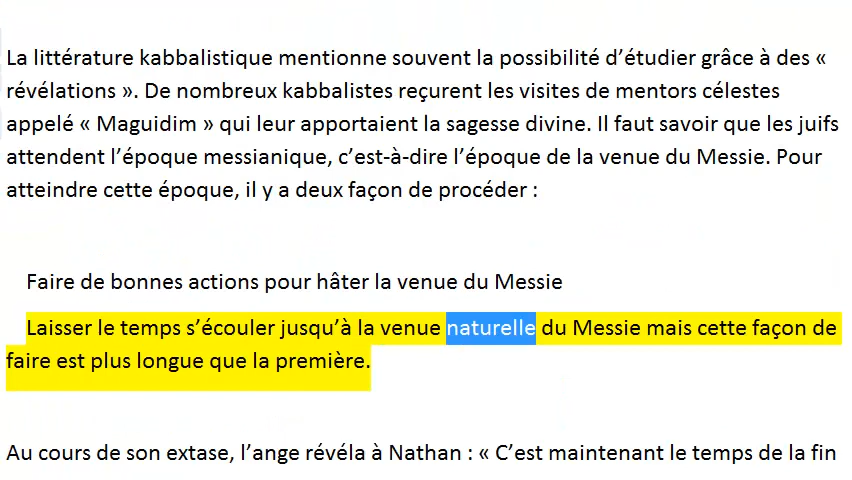 La littérature kabbalistique mentionne souvent la possibilité d’étudier grâce à des «
révélations ». De nombreux kabbalistes reçurent les visites de mentors célestes
appelé « Maguidim » qui leur apportaient la sagesse divine. Il faut savoir que les juifs
attendent l’époque messianique, c’est-à-dire l’époque de la venue du Messie. Pour
atteindre cette époque, il y a deux façon de procéder :
Faire de bonnes actions pour hâter la venue du Messie
Laisser le temps s’écouler jusqu’à la venue naturelle du Messie mais cette façon de
faire est plus longue que la première.
Au cours de son extase, l’ange révéla à Nathan : « C’est maintenant le temps de la fin